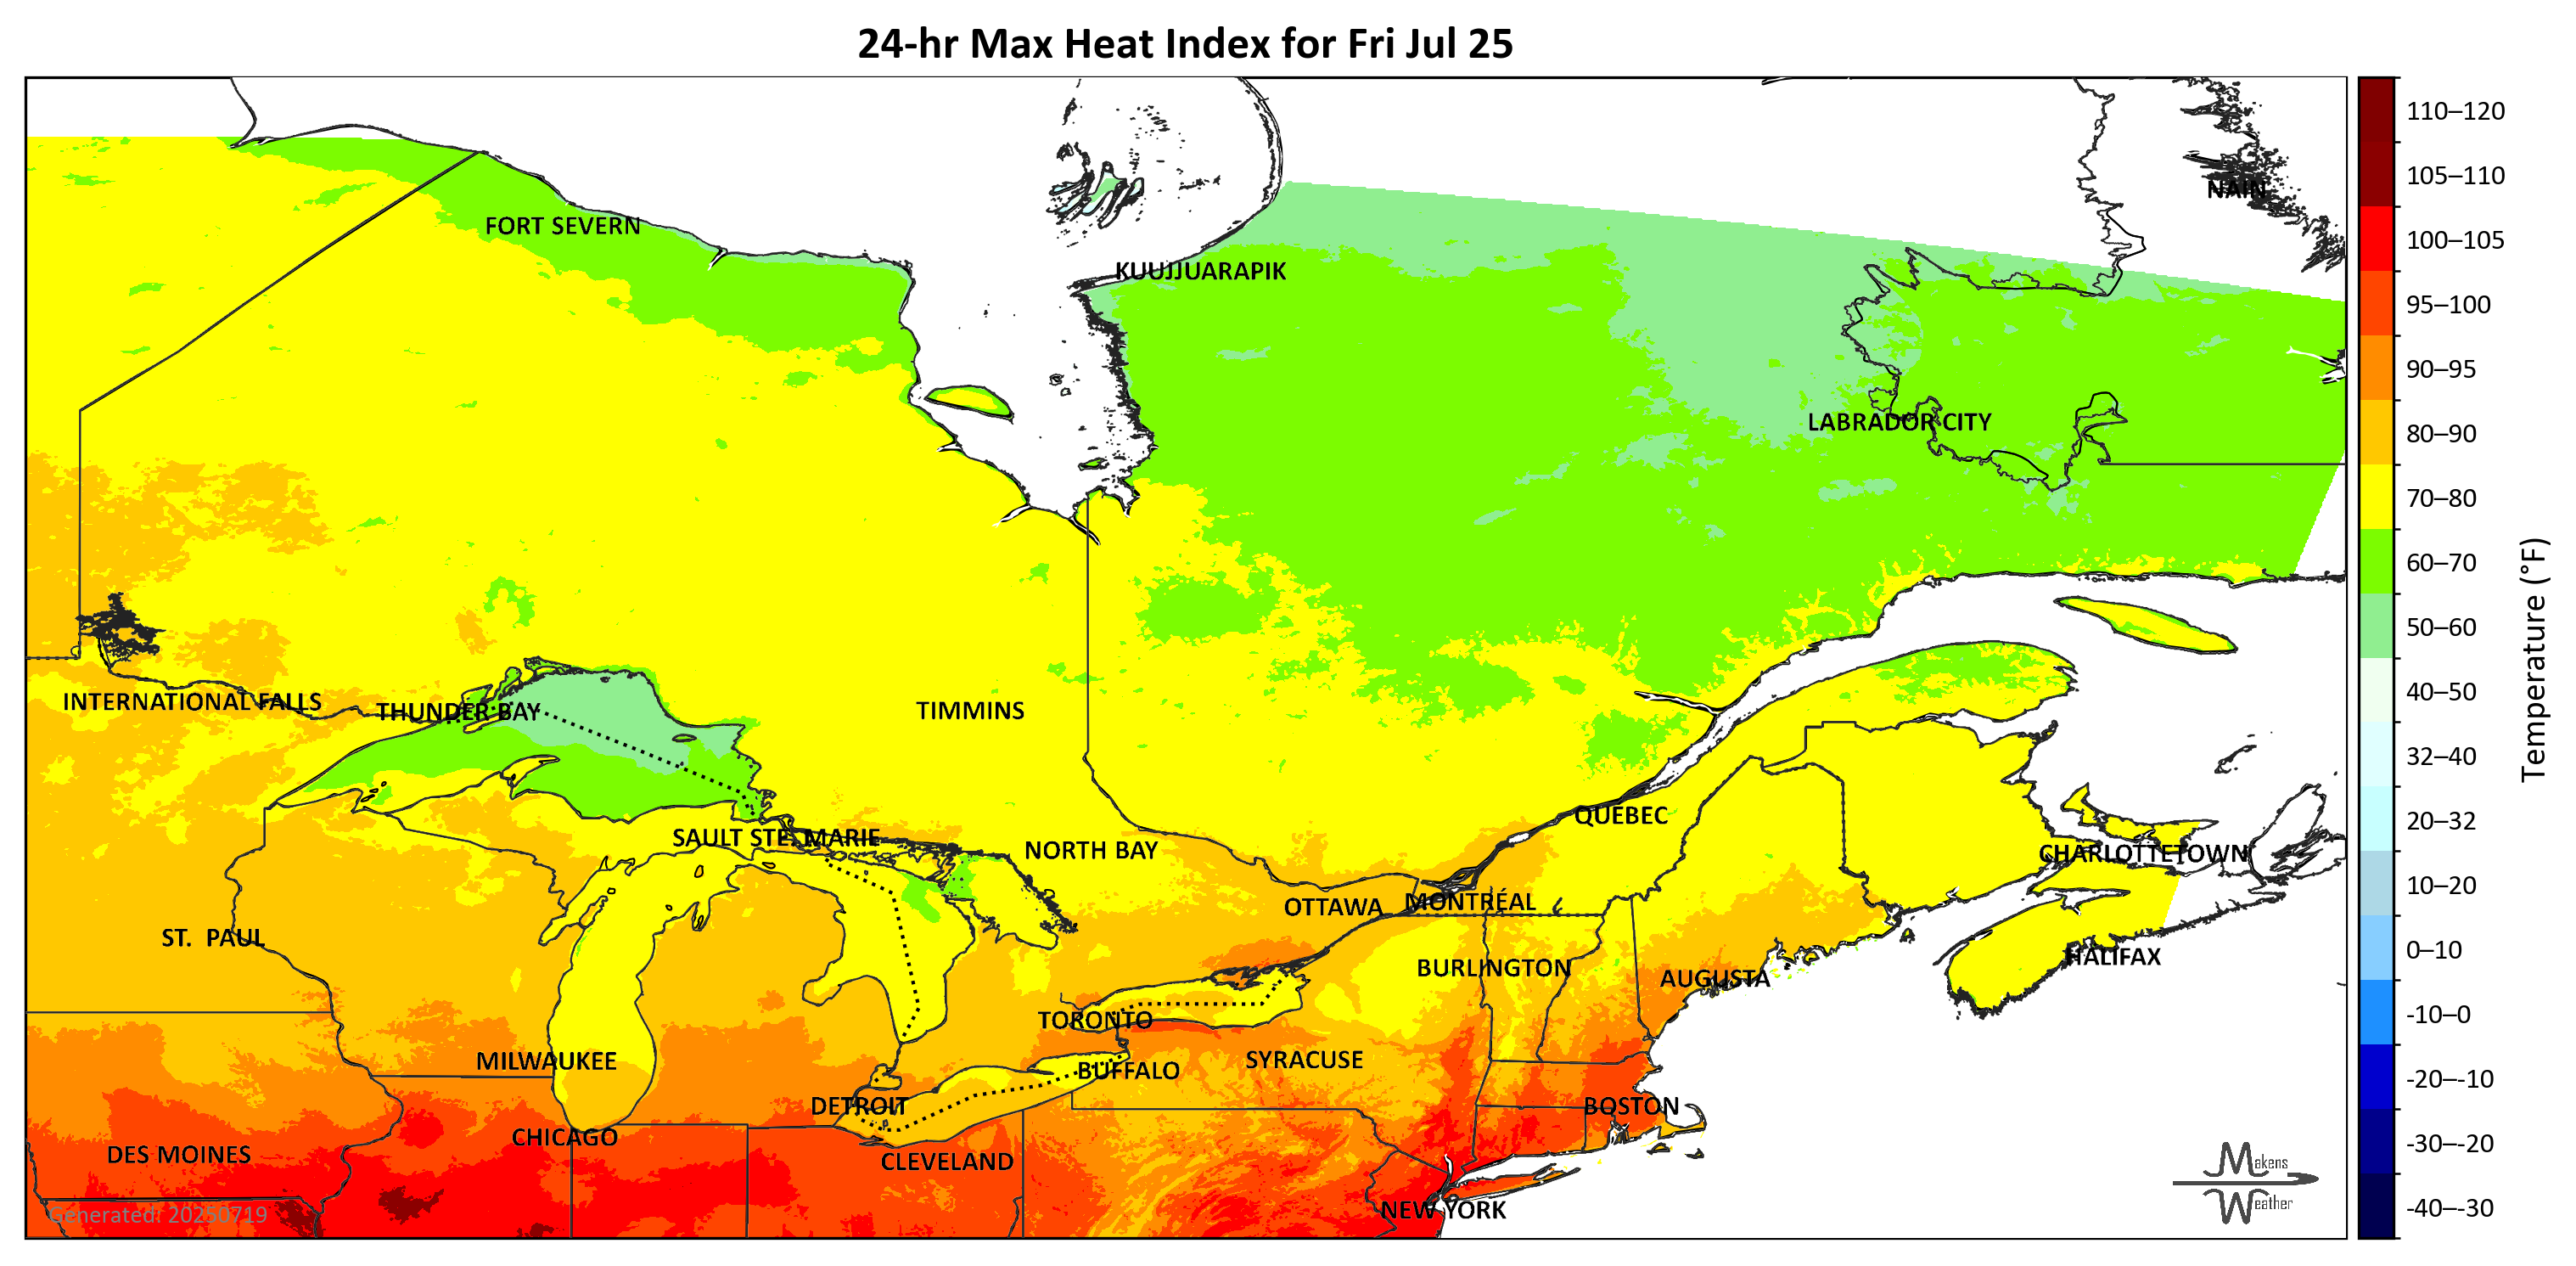 24-hr Max Heat Index for Fri Jul 25
110–120
105–110
NAIN
FORT SEVERN
100–105
KUUJJUARAPIK
95–100
90–95
LABRADOR CITY
80–90
70–80
60–70
50–60
Temperature (°F)
40–50
INTERNATIONAL FALLS
THUNDER BAY
TIMMINS
32–40
QUEBEC
20–32
SAULT STE. MARIE
NORTH BAY
CHARLOTTETOWN
10–20
OTTAWA
MONTRÉAL
ST. PAUL
0–10
HALIFAX
BURLINGTON
AUGUSTA
-10–0
TORONTO
MILWAUKEE
SYRACUSE
BUFFALO
-20–-10
DETROIT
BOSTON
CHICAGO
-30–-20
DES MOINES
CLEVELAND
Makens
Weather
NEW YORK
-40–-30
Generated: 20250719